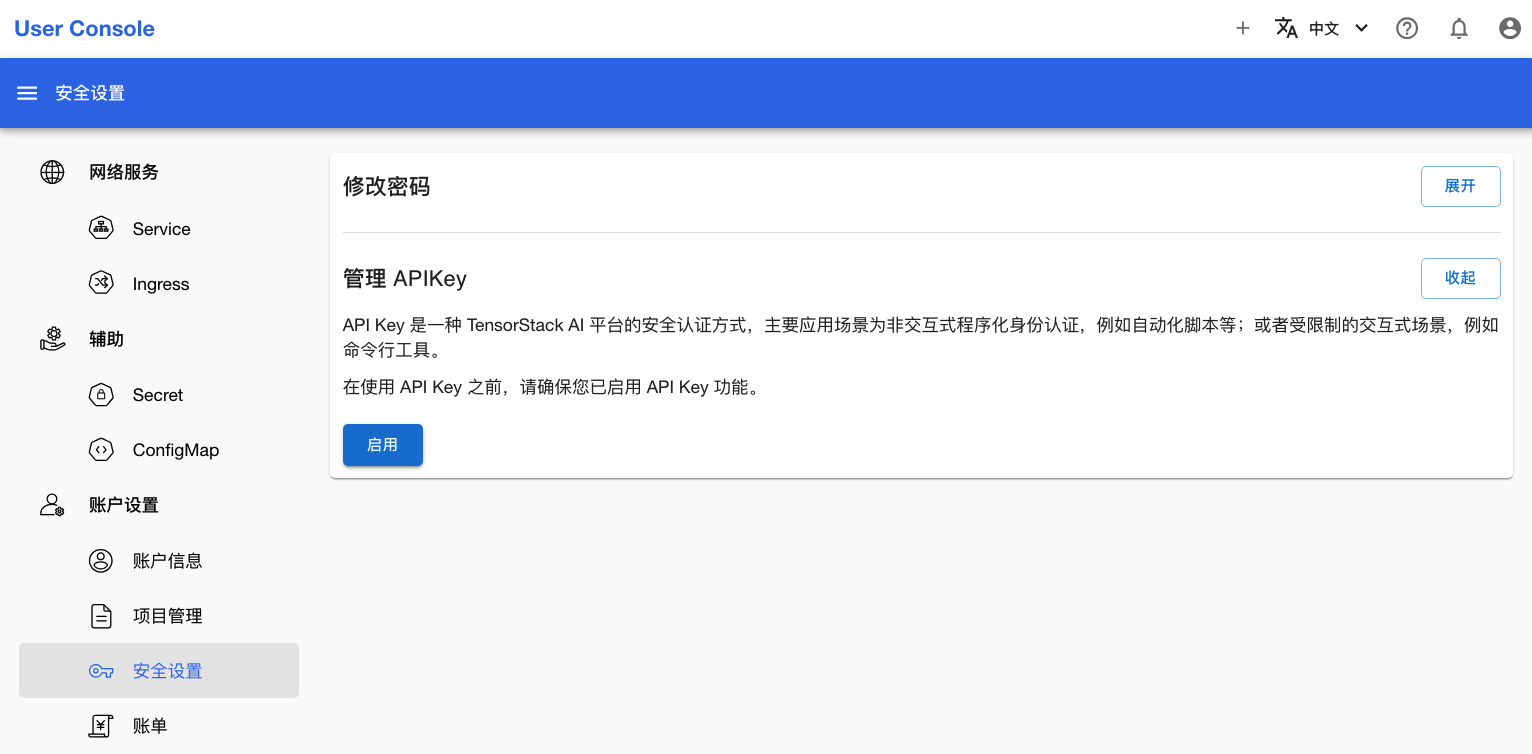 User Console
中文
安全设置
网络服务
Service
Ingress
辅助
Secret
ConfigMap
账户设置
账户信息
项目管理
安全设置
账单
修改密码
展开
管理 APIKey
收起
API Key 是一种 TensorStack AI 平台的安全认证方式，主要应用场景为非交互式程序化身份认证，例如自动化脚本等；或者受限制的交互式场景，例如
命令行工具。
在使用 API Key 之前，请确保您已启用 API Key 功能。
启用